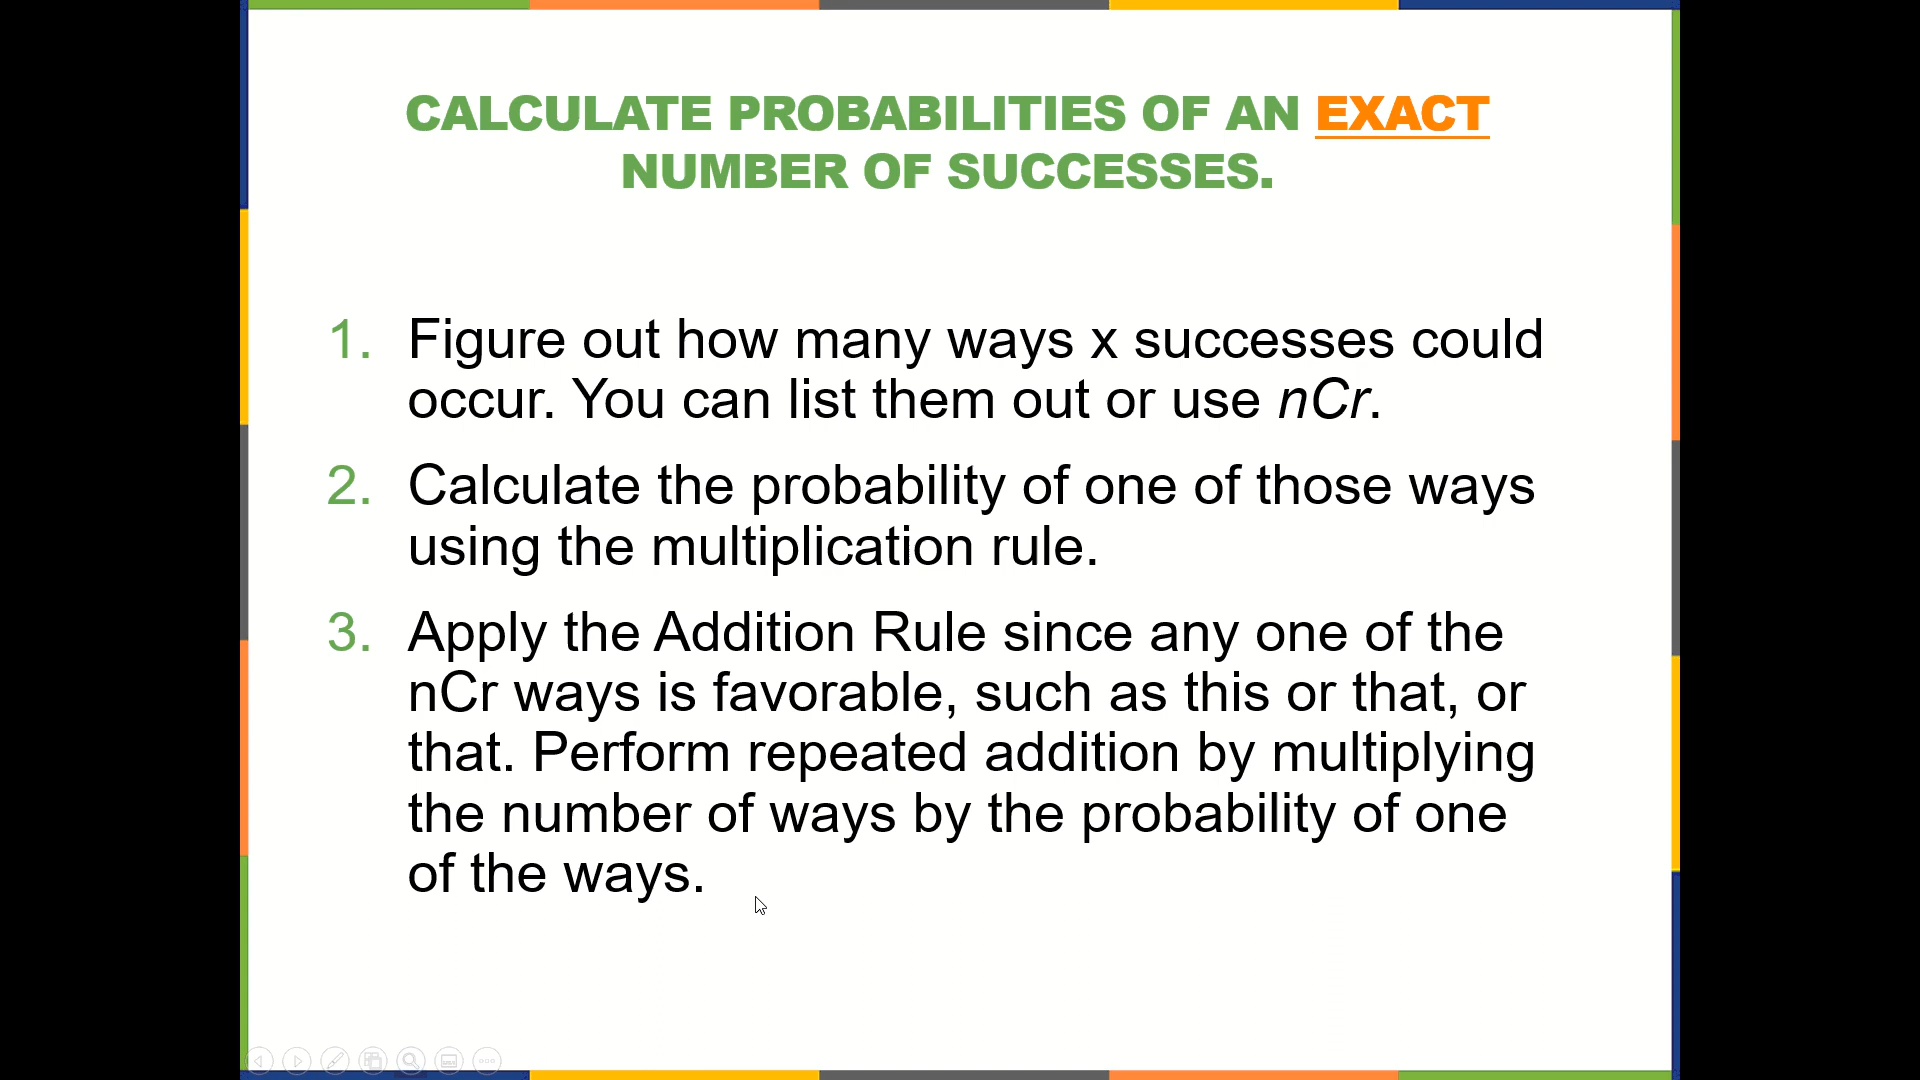 CALCULATE PROBABILITIES OF AN EXACT
NUMBER OF SUCCESSES.
1. Figure out how many ways x successes could
occur. You can list them out or use nCr.
2. Calculate the probability of one of those ways
using the multiplication rule.
3. Apply the Addition Rule since any one of the
nCr ways is favorable, such as this or that, or
that. Perform repeated addition by multiplying
the number of ways by the probability of one
of the ways.